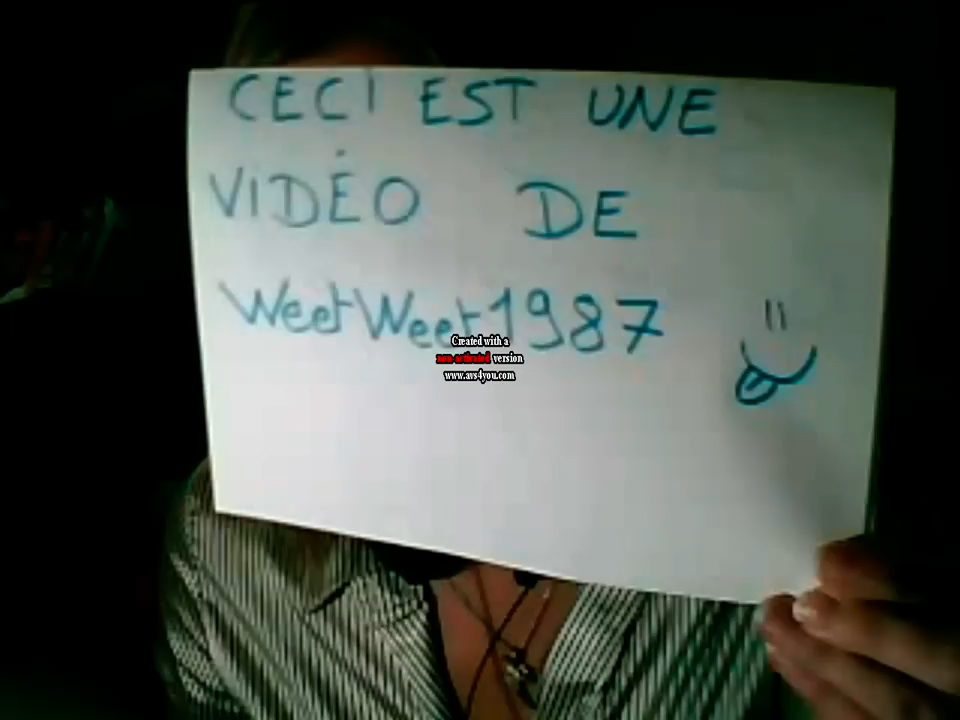 CECI EST UNE
VIDÉO DE
WeetWeet1987
Created with a
non-activated version
www.avs4you.com